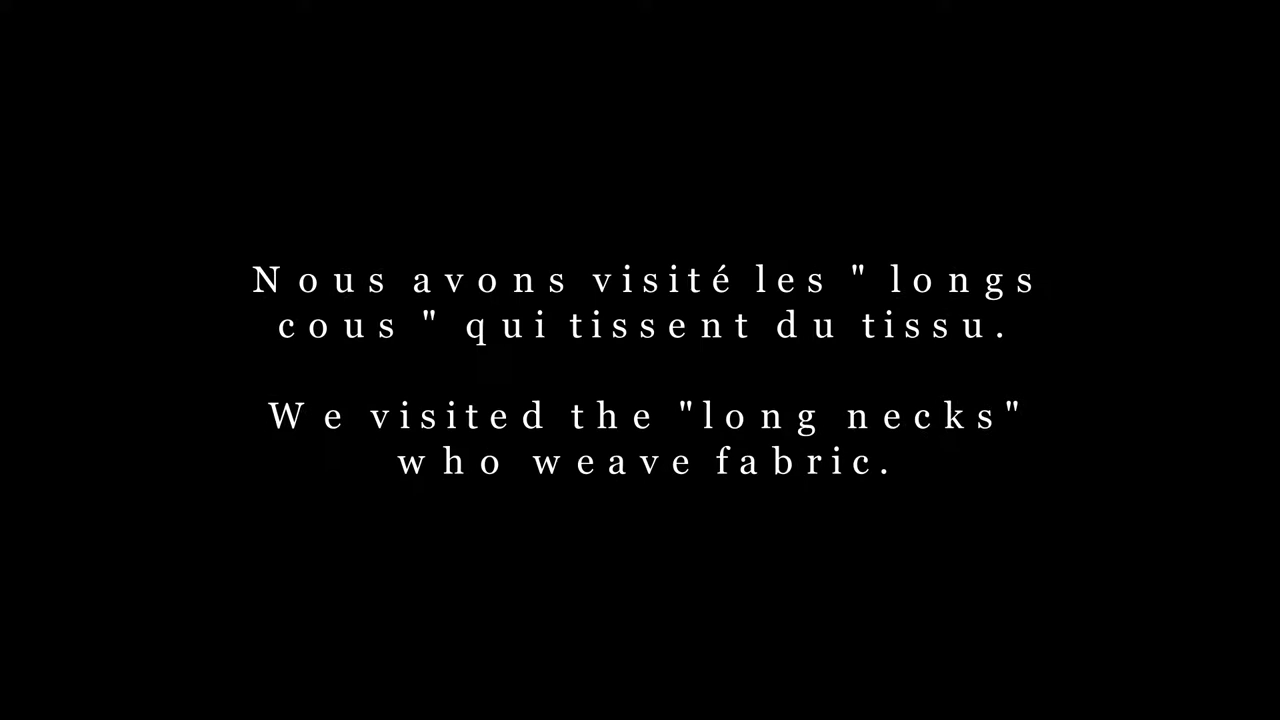 Nous avons visité les " longs
cous " qui tissent du tissu.
We visited the "long necks"
who weave fabric.